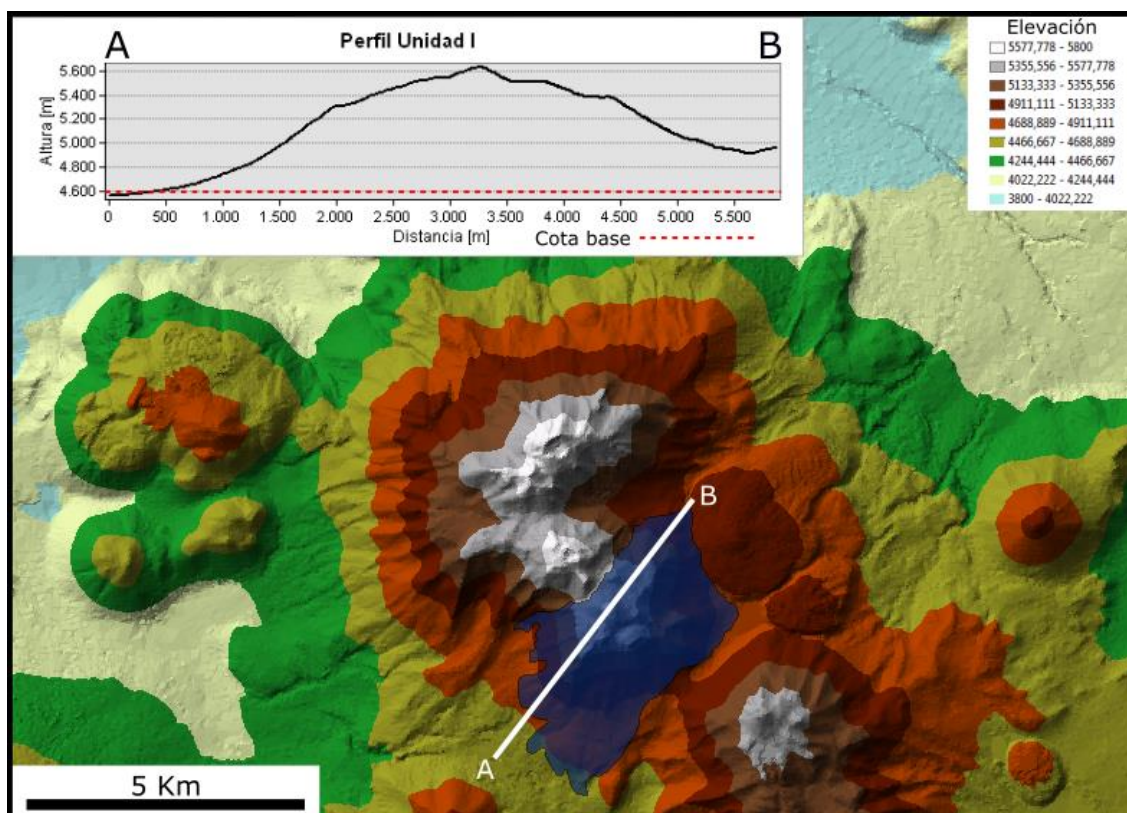 A
Perfil Unidad I
B
Altura [m]
5.600
5.400
5.200
5.000
4.800
4.600
0 500 1.000 1.500 2.000 2.500 3.000 3.500 4.000 4.500 5.000 5.500
Distancia [m]
Cota base
Elevación
5577,778 - 5800
5355,556 - 5577,778
5133,333 - 5355,556
4911,111 - 5133,333
4688,889 - 4911,111
4466,667 - 4688,889
4244,444 - 4466,667
4022,222 - 4244,444
3800 - 4022,222
B
A
5 Km